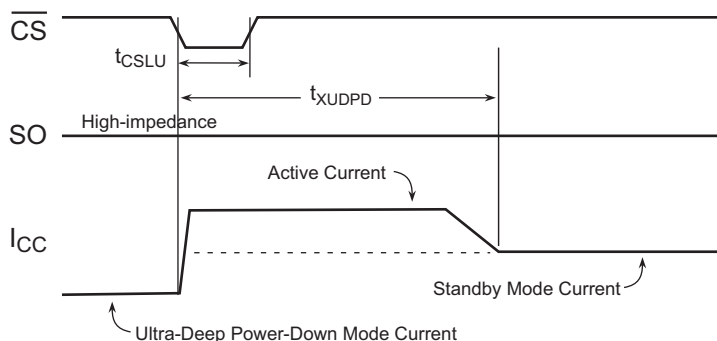 CS
tCSLU
tXUDPD
High-impedance
SO
Active Current
ICC
Standby Mode Current
Ultra-Deep Power-Down Mode Current